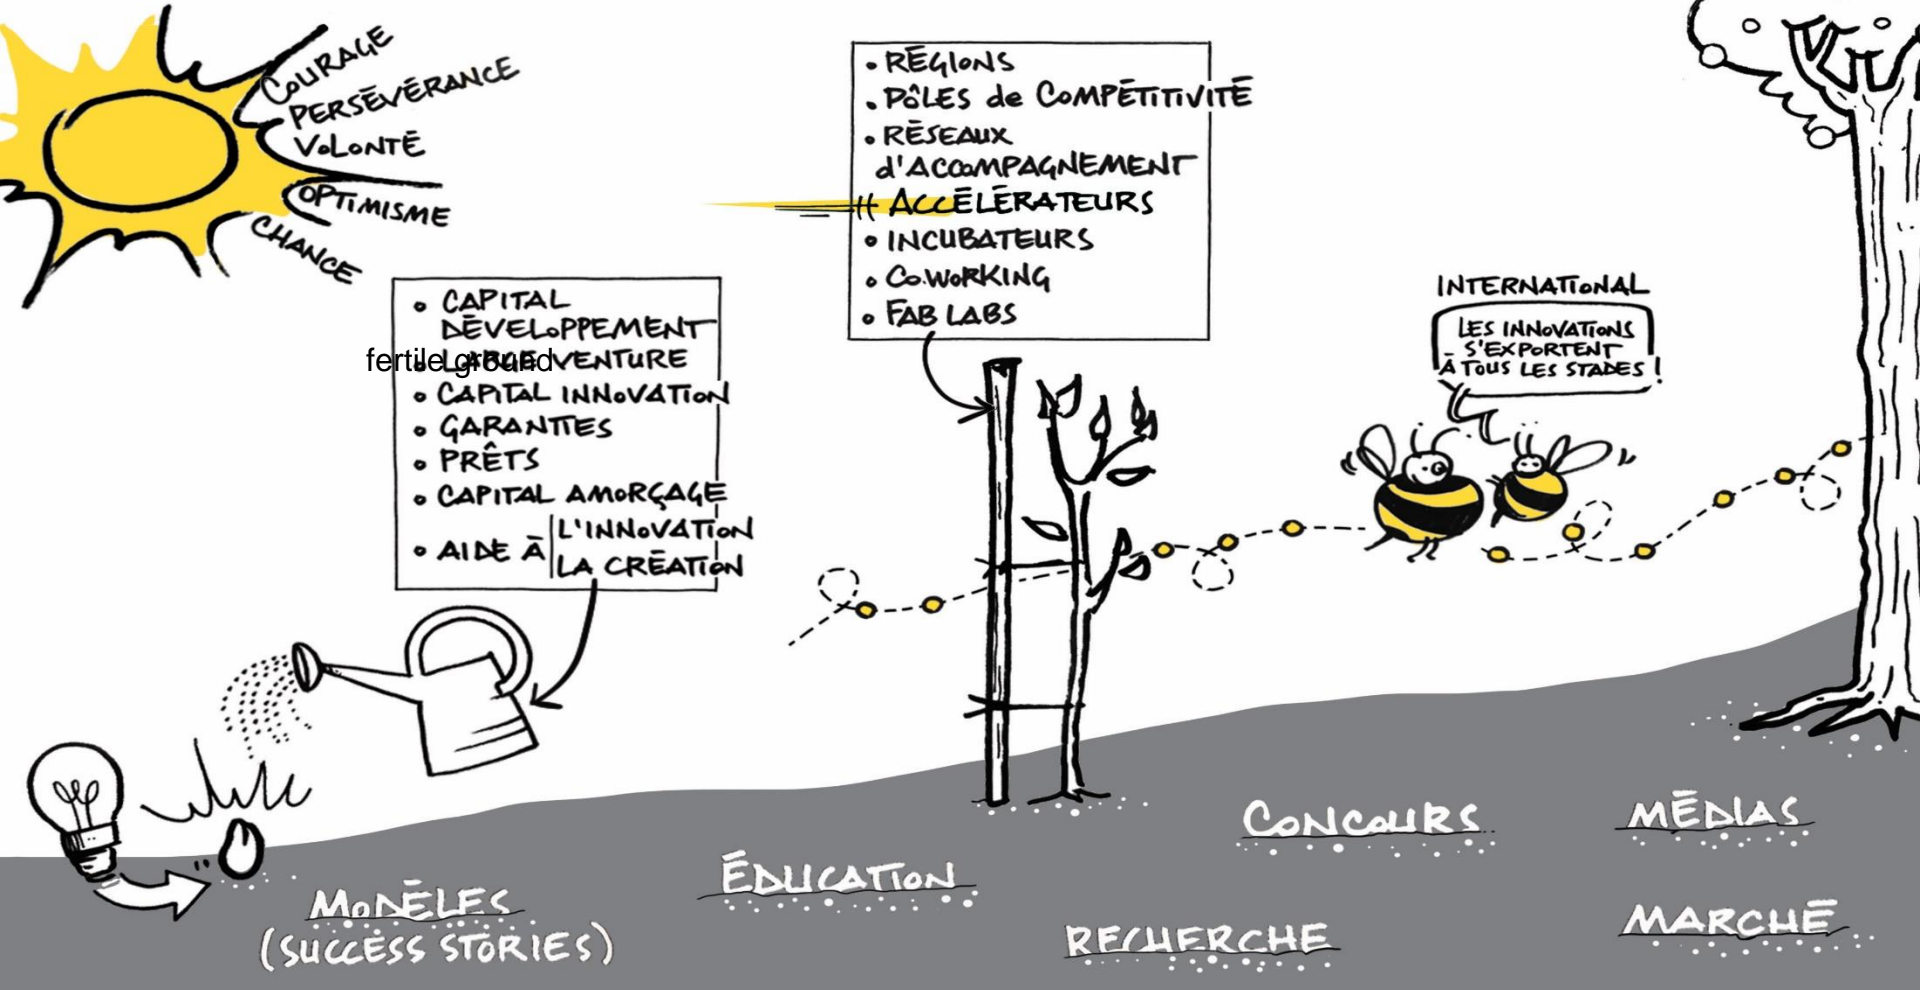 COURAGE
PERSÉVÉRANCE
VOLONTÉ
OPTIMISME
CHANCE
• CAPITAL
DÉVELOPPEMENT
fertile ground
VENTURE
• CAPITAL INNOVATION
• GARANTIES
• PRÊTS
• CAPITAL AMORÇAGE
• AIDE À L'INNOVATION
LA CRÉATION
• RÉGIONS
• PÔLES de COMPÉTITIVITÉ
• RÉSEAUX
d'ACCOMPAGNEMENT
ACCÉLÉRATEURS
• INCUBATEURS
• CO.WORKING
• FAB LABS
INTERNATIONAL
LES INNOVATIONS
S'EXPORTENT
À TOUS LES STADES !
MODÈLES
(SUCCESS STORIES)
ÉDUCATION
RECHERCHE
CONCOURS
MÉDIAS
MARCHÉ